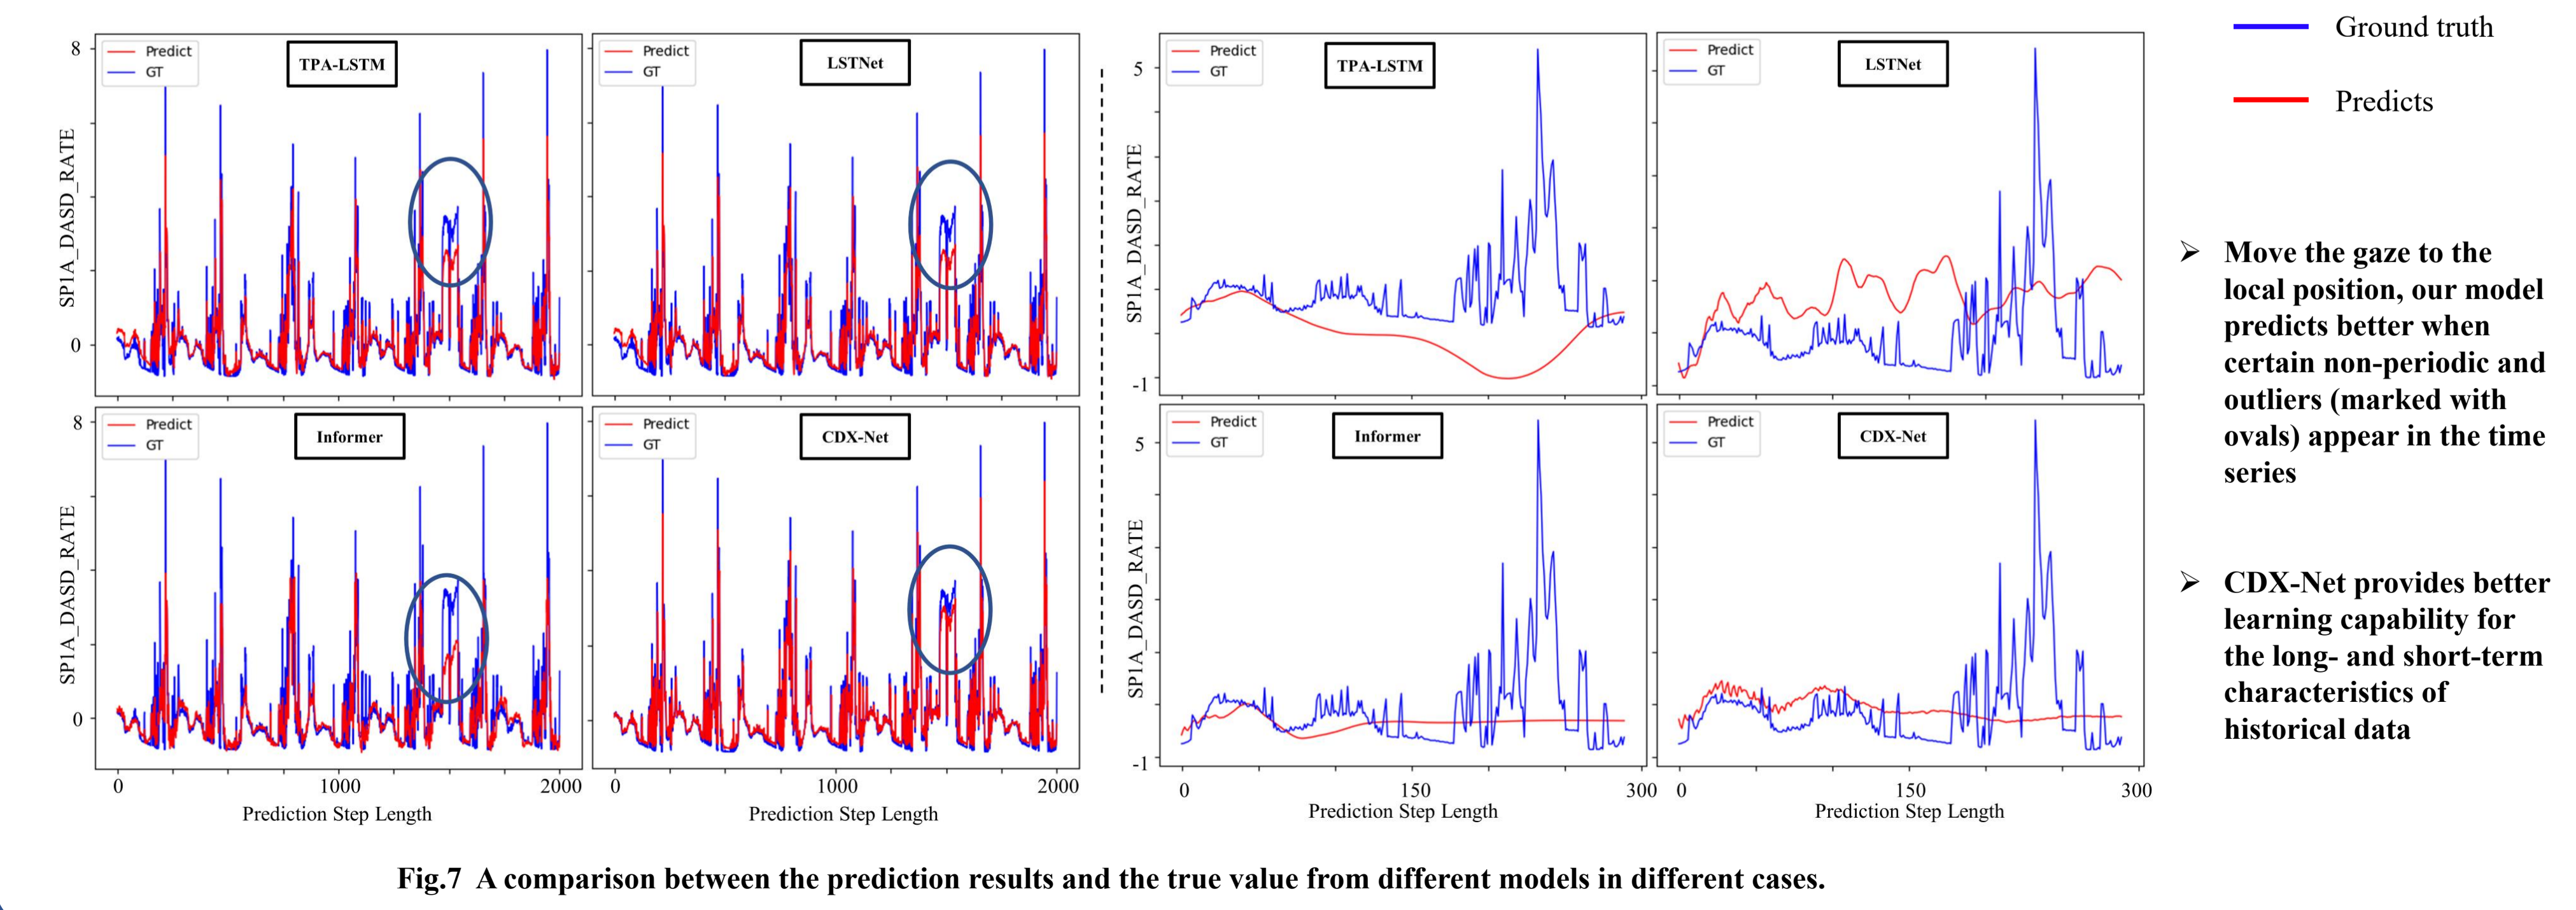 8
Predict
GT
TPA-LSTM
SP1A_DASD_RATE
0
Predict
GT
LSTNet
5
Predict
GT
TPA-LSTM
SP1A_DASD_RATE
-1
Predict
GT
LSTNet
8
Predict
GT
Informer
SP1A_DASD_RATE
0
0
1000
2000
Prediction Step Length
Predict
GT
CDX-Net
0
1000
2000
Prediction Step Length
5
Predict
GT
Informer
SP1A_DASD_RATE
-1
0
150
300
Prediction Step Length
Predict
GT
CDX-Net
0
150
300
Prediction Step Length
Ground truth
Predicts
➢ Move the gaze to the
local position, our model
predicts better when
certain non-periodic and
outliers (marked with
ovals) appear in the time
series
➢ CDX-Net provides better
learning capability for
the long- and short-term
characteristics of
historical data
Fig.7 A comparison between the prediction results and the true value from different models in different cases.